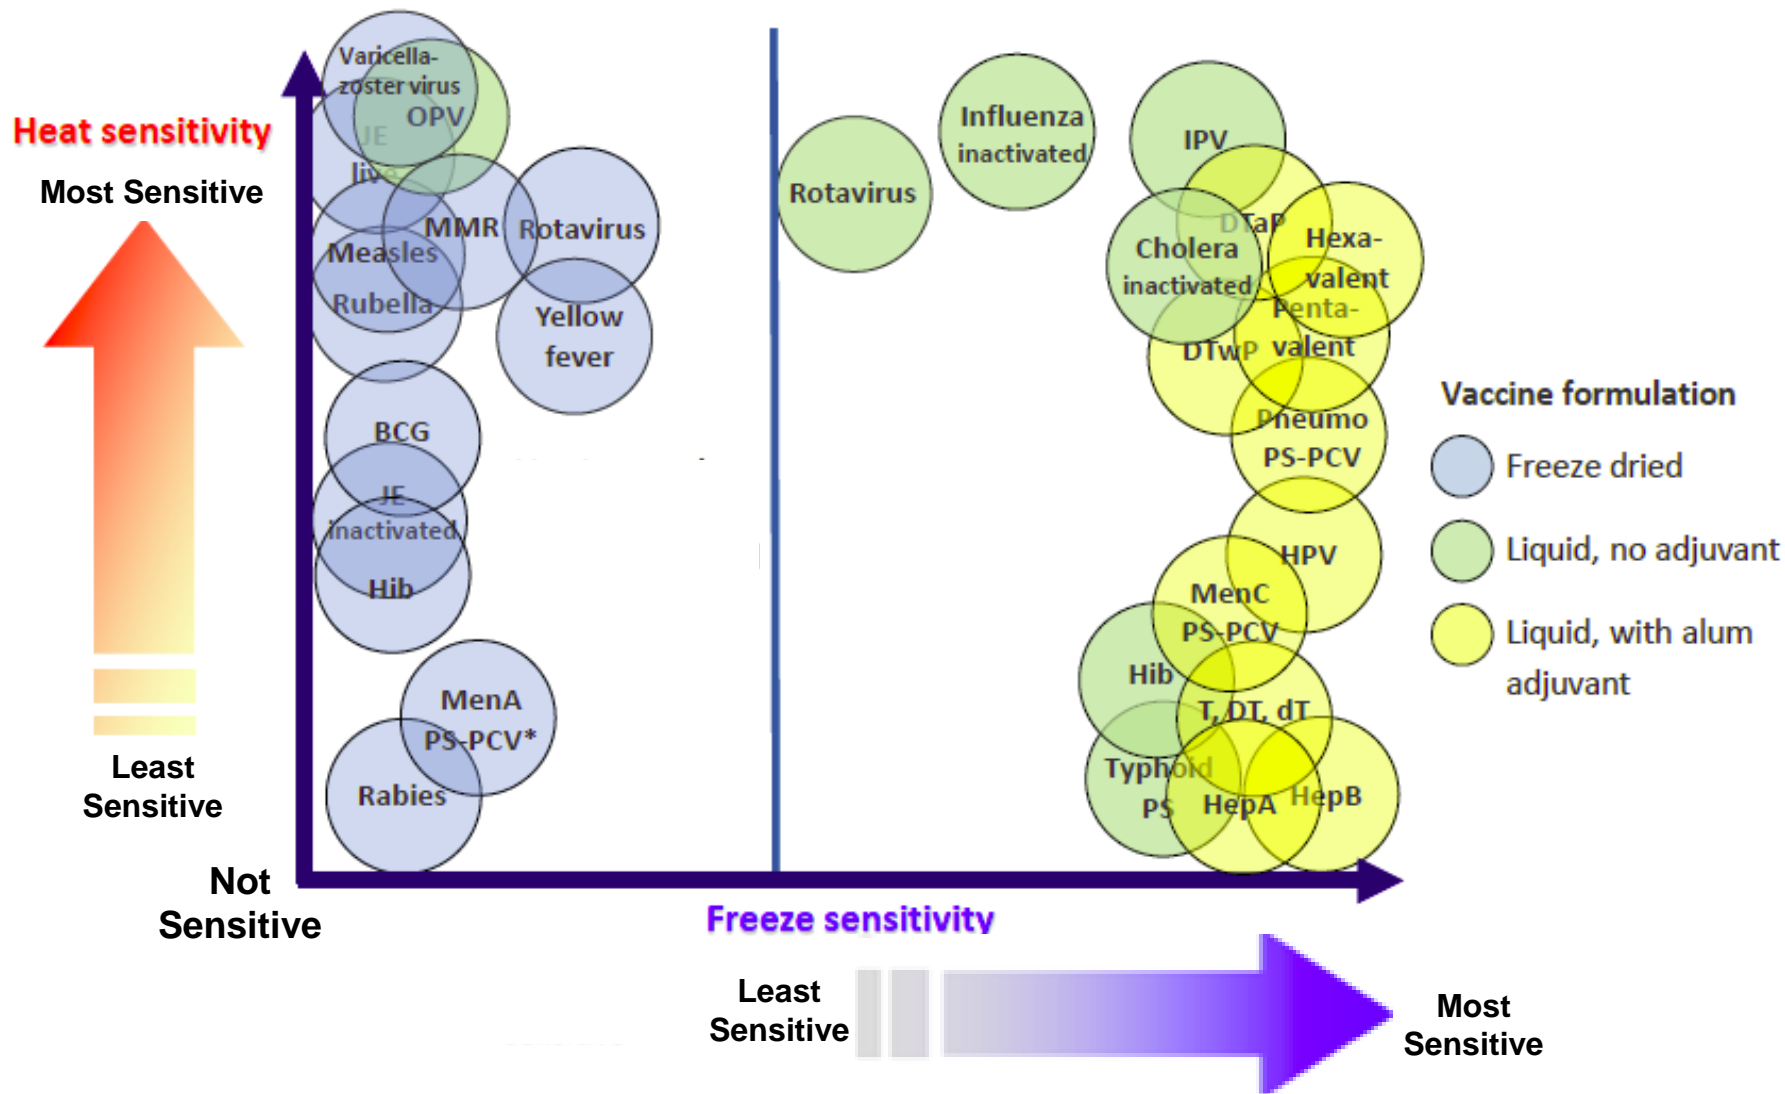 Varicella-
zoster virus
OPV
JE
live
Heat sensitivity
Most Sensitive
MMR
Rotavirus
Measles
Rubella
Yellow
fever
BCG
JE
inactivated
Hib
MenA
PS-PCV*
Rabies
Least
Sensitive
Not
Sensitive
Rotavirus
Influenza
inactivated
IPV
DTaP
Cholera
inactivated
Hexa-
valent
Penta-
valent
DTwP
Pneumo
PS-PCV
HPV
MenC
PS-PCV
Hib
T, DT, dT
Typhoid
PS
HepA
HepB
Vaccine formulation
Freeze dried
Liquid, no adjuvant
Liquid, with alum
adjuvant
Freeze sensitivity
Least
Sensitive
Most
Sensitive